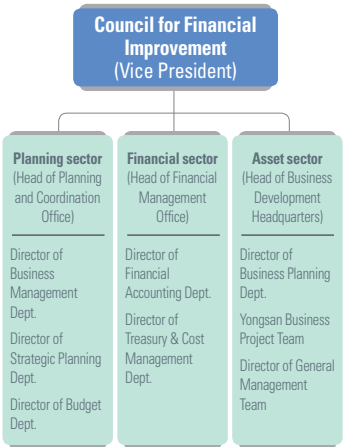 Council for Financial
Improvement
(Vice President)
Planning sector
(Head of Planning
and Coordination
Office)
Director of
Business
Management
Dept.
Director of
Strategic Planning
Dept.
Director of Budget
Dept.
Financial sector
(Head of Financial
Management
Office)
Director of
Financial
Accounting Dept.
Director of
Treasury & Cost
Management
Dept.
Asset sector
(Head of Business
Development
Headquarters)
Director of
Business Planning
Dept.
Yongsan Business
Project Team
Director of General
Management
Team